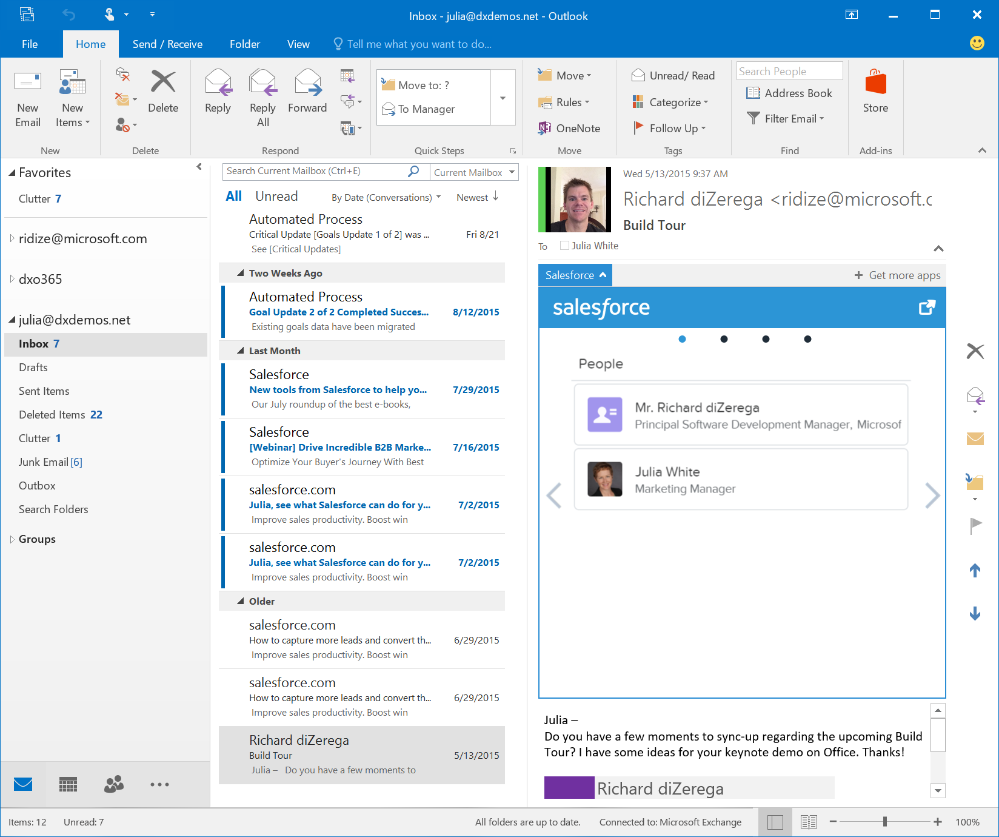 Inbox - julia@dxdemos.net - Outlook
File
Home
Send / Receive
Folder
View
Tell me what you want to do...
New Email
New Items
New
Delete
Delete
Reply
Reply All
Forward
Respond
Move to: ?
To Manager
Quick Steps
Move
Rules
OneNote
Move
Unread/ Read
Categorize
Follow Up
Tags
Search People
Address Book
Filter Email
Find
Store
Add-ins
Favorites
Clutter 7
ridize@microsoft.com
dxo365
julia@dxdemos.net
Inbox 7
Drafts
Sent Items
Deleted Items 22
Clutter 1
Junk Email [6]
Outbox
Search Folders
Groups
Search Current Mailbox (Ctrl+E)
Current Mailbox
All Unread By Date (Conversations) Newest
Automated Process
Critical Update [Goals Update 1 of 2] was ... Fri 8/21
See [Critical Updates]
Two Weeks Ago
Automated Process
Goal Update 2 of 2 Completed Succes... 8/12/2015
Existing goals data have been migrated
Last Month
Salesforce
New tools from Salesforce to help yo... 7/29/2015
Our July roundup of the best e-books,
Salesforce
[Webinar] Drive Incredible B2B Marke... 7/16/2015
Optimize Your Buyer's Journey With Best
salesforce.com
Julia, see what Salesforce can do for y... 7/2/2015
Improve sales productivity. Boost win
salesforce.com
Julia, see what Salesforce can do for y... 7/2/2015
Improve sales productivity. Boost win
Older
salesforce.com
How to capture more leads and convert th... 6/29/2015
Improve sales productivity. Boost win
salesforce.com
How to capture more leads and convert th... 6/29/2015
Improve sales productivity. Boost win
Richard diZerega
Build Tour 5/13/2015
Julia – Do you have a few moments to
Wed 5/13/2015 9:37 AM
Richard diZerega <ridize@microsoft.c
Build Tour
To Julia White
Salesforce
+ Get more apps
salesforce
People
Mr. Richard diZerega
Principal Software Development Manager, Microsof
Julia White
Marketing Manager
Julia –
Do you have a few moments to sync-up regarding the upcoming Build
Tour? I have some ideas for your keynote demo on Office. Thanks!
Richard diZerega
Items: 12
Unread: 7
All folders are up to date.
Connected to: Microsoft Exchange
100%